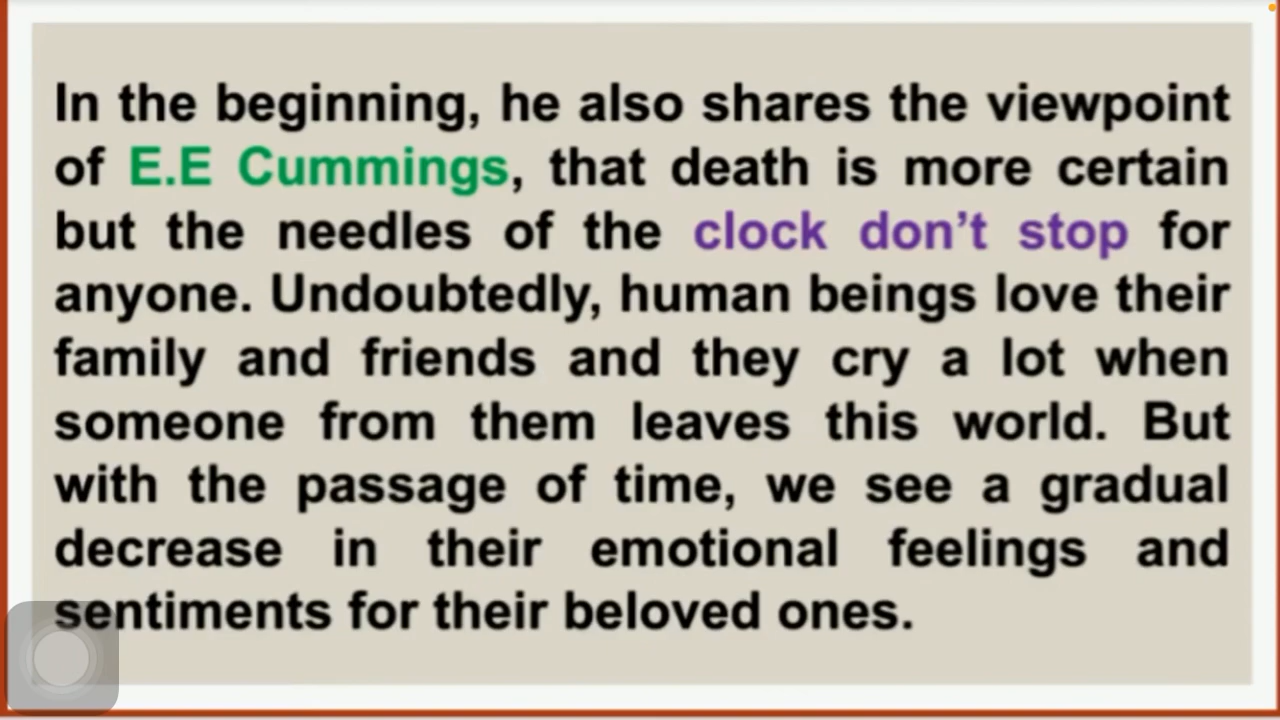 In the beginning, he also shares the viewpoint
of E.E Cummings, that death is more certain
but the needles of the clock don’t stop for
anyone. Undoubtedly, human beings love their
family and friends and they cry a lot when
someone from them leaves this world. But
with the passage of time, we see a gradual
decrease in their emotional feelings and
sentiments for their beloved ones.